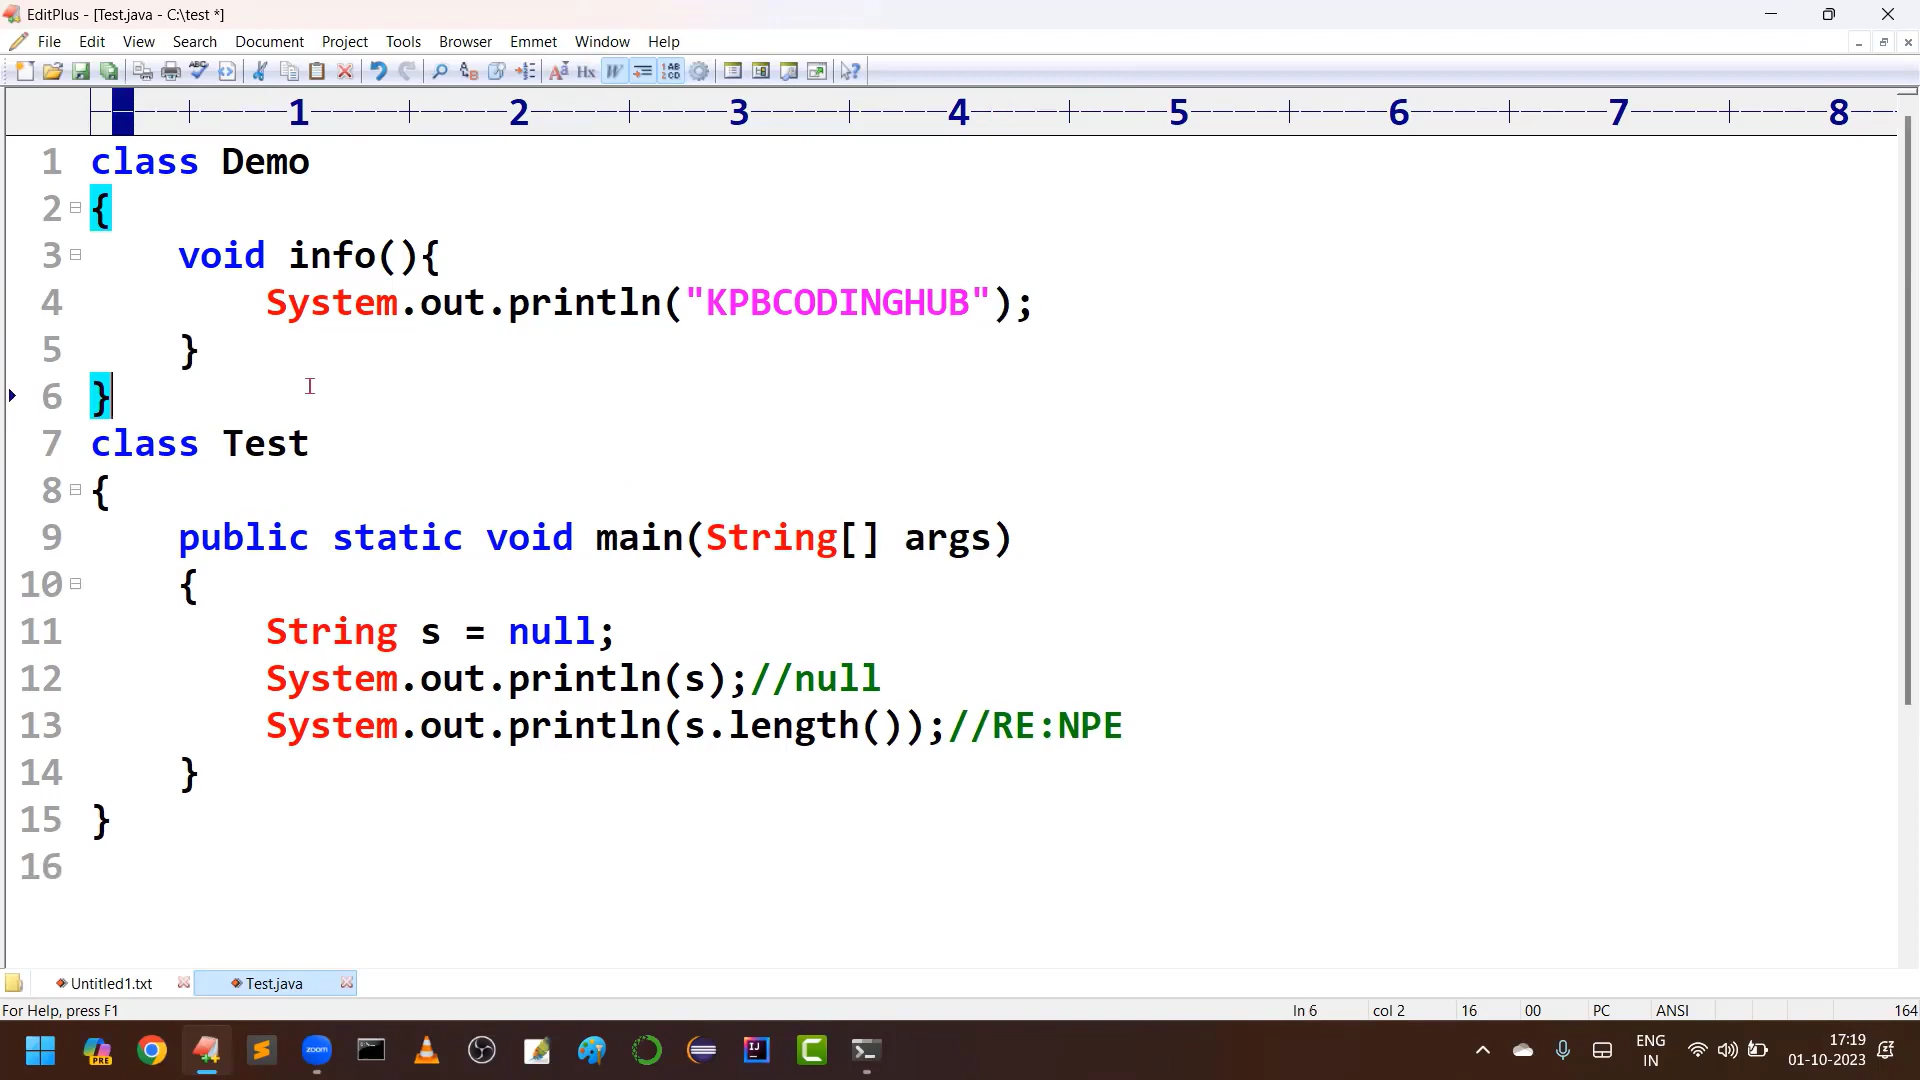 EditPlus - [Test.java - C:\test *]
File Edit View Search Document Project Tools Browser Emmet Window Help
1 2 3 4 5 6 7 8
1 class Demo
2 {
3 void info(){
4 System.out.println("KPBCODINGHUB");
5 }
6 }
7 class Test
8 {
9 public static void main(String[] args)
10 {
11 String s = null;
12 System.out.println(s);//null
13 System.out.println(s.length());//RE:NPE
14 }
15 }
16
Untitled1.txt Test.java
For Help, press F1 ln 6 col 2 16 00 PC ANSI 164
PRE zoom IJ C ENG 17:19
IN 01-10-2023